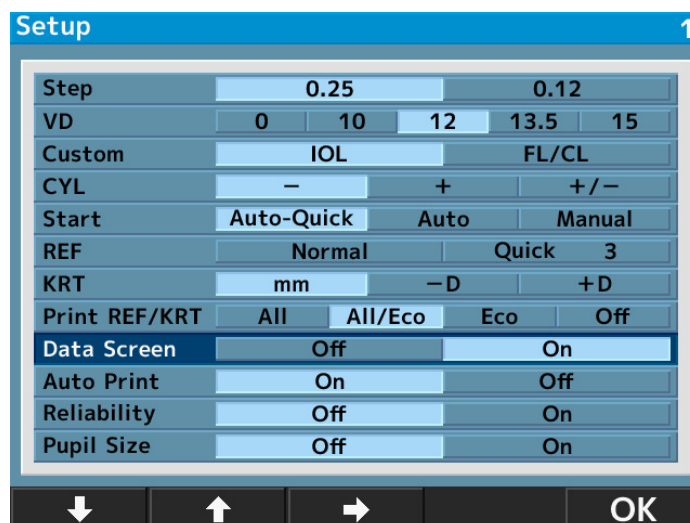 Setup 1
Step 0.25 0.12
VD 0 10 12 13.5 15
Custom IOL FL/CL
CYL − + +/−
Start Auto-Quick Auto Manual
REF Normal Quick 3
KRT mm −D +D
Print REF/KRT All All/Eco Eco Off
Data Screen Off On
Auto Print On Off
Reliability Off On
Pupil Size Off On
OK